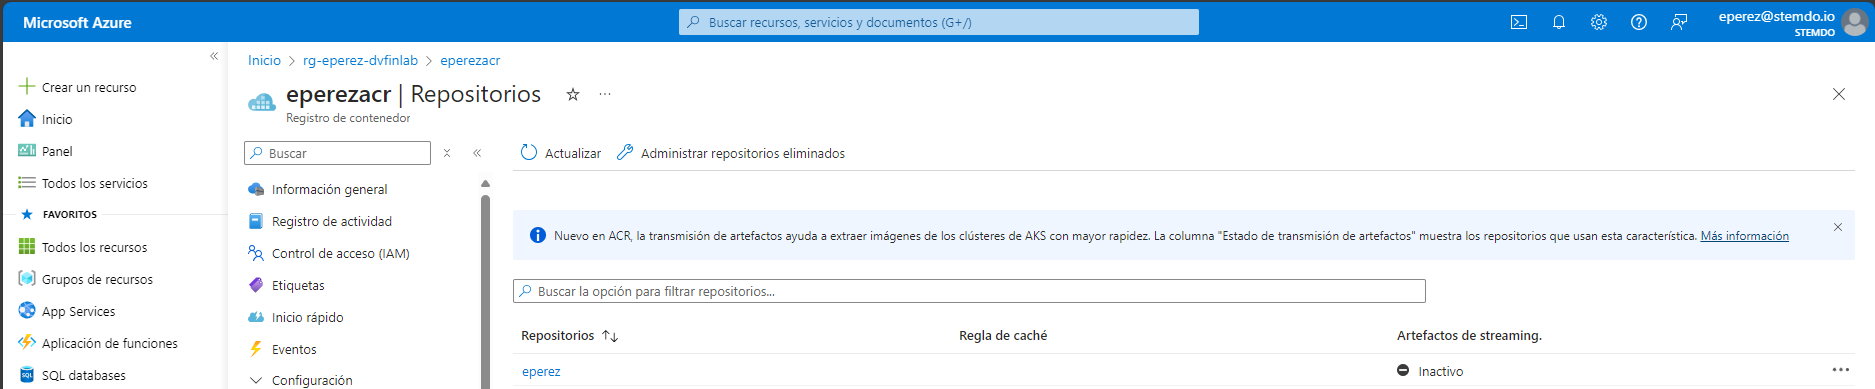 Microsoft Azure
Buscar recursos, servicios y documentos (G+/)
eperez@stemdo.io
STEMDO
Crear un recurso
Inicio
Panel
Todos los servicios
FAVORITOS
Todos los recursos
Grupos de recursos
App Services
Aplicación de funciones
SQL databases
Inicio > rg-eperez-dvfinlab > eperezacr
eperezacr | Repositorios
Registro de contenedor
Buscar
Información general
Registro de actividad
Control de acceso (IAM)
Etiquetas
Inicio rápido
Eventos
Configuración
Actualizar Administrar repositorios eliminados
Nuevo en ACR, la transmisión de artefactos ayuda a extraer imágenes de los clústeres de AKS con mayor rapidez. La columna "Estado de transmisión de artefactos" muestra los repositorios que usan esta característica. Más información
Buscar la opción para filtrar repositorios...
Repositorios Regla de caché Artefactos de streaming.
eperez Inactivo